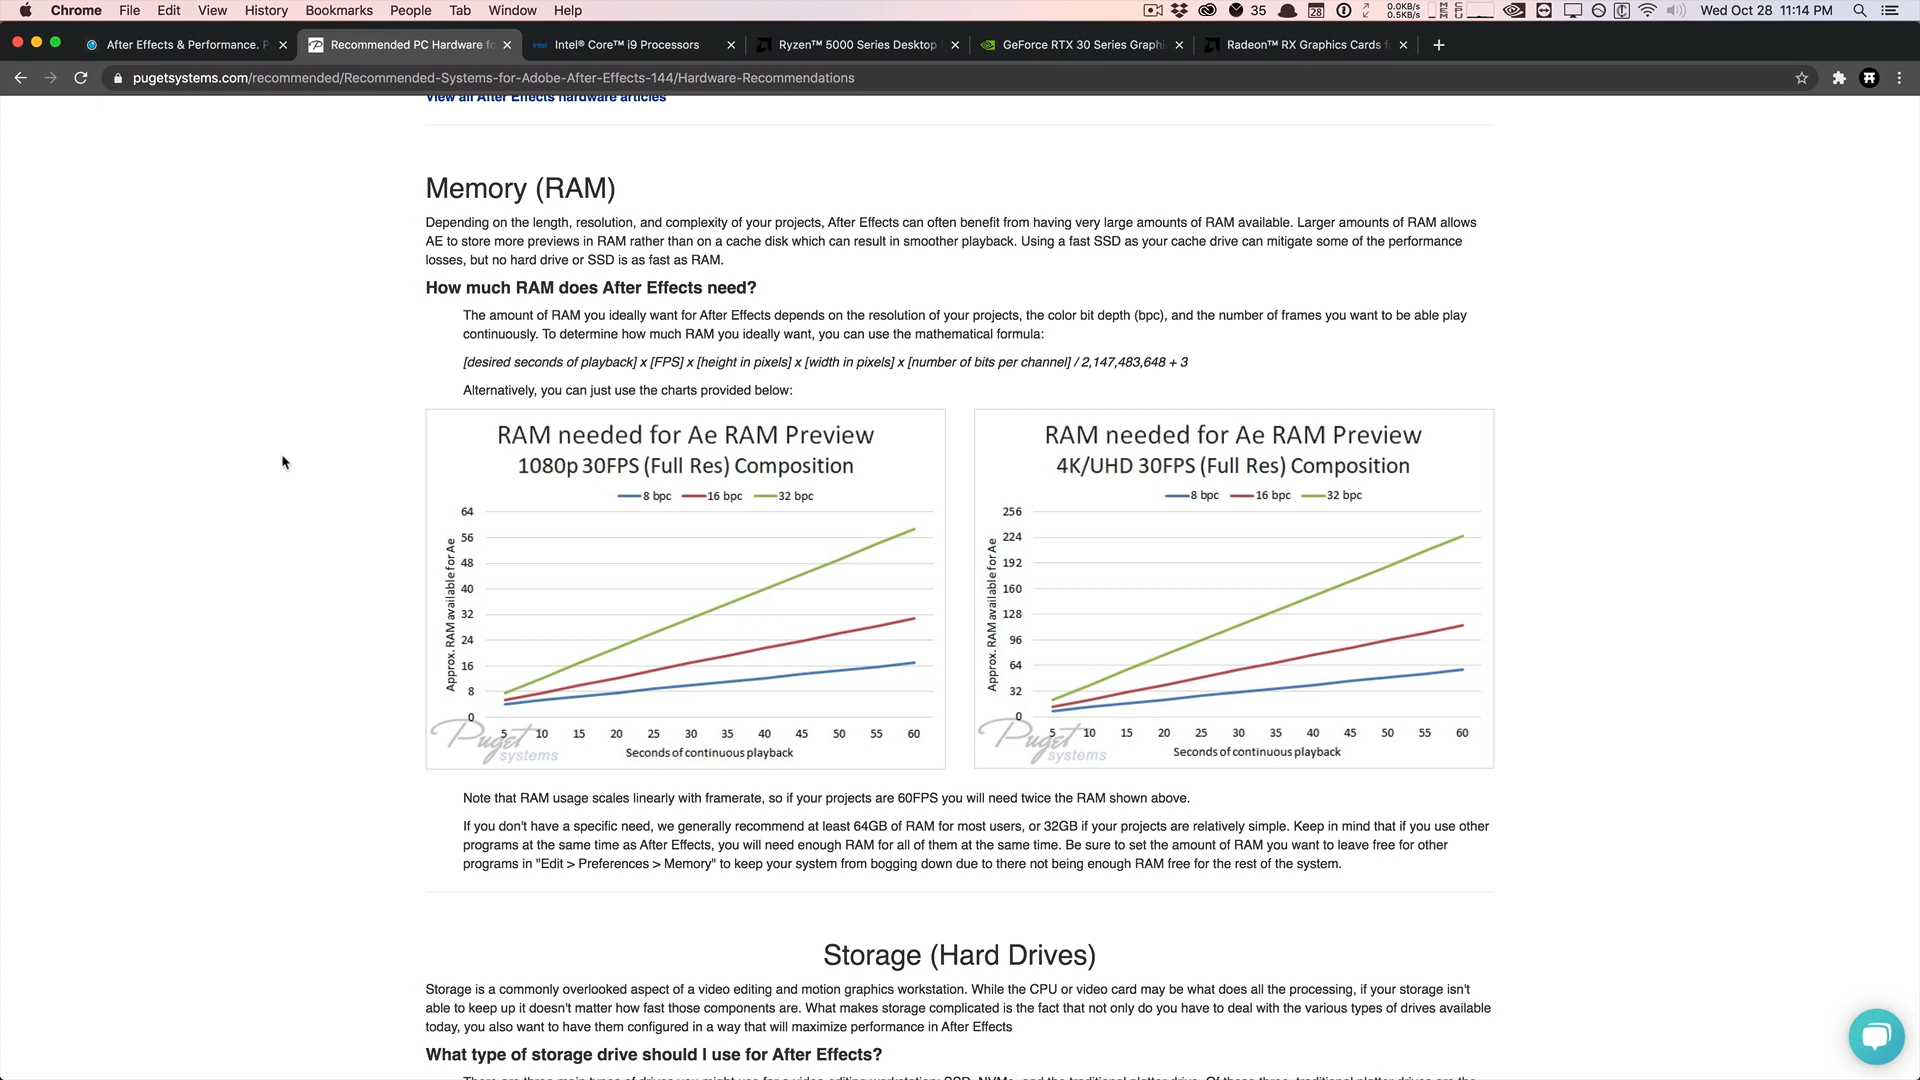 Chrome File Edit View History Bookmarks People Tab Window Help
35 28 0.0KB/s 0.5KB/s Wed Oct 28 11:14 PM
After Effects & Performance. P
Recommended PC Hardware fo
Intel® Core™ i9 Processors
Ryzen™ 5000 Series Desktop
GeForce RTX 30 Series Graphi
Radeon™ RX Graphics Cards f
pugetsystems.com/recommended/Recommended-Systems-for-Adobe-After-Effects-144/Hardware-Recommendations
View all After Effects hardware articles
Memory (RAM)
Depending on the length, resolution, and complexity of your projects, After Effects can often benefit from having very large amounts of RAM available. Larger amounts of RAM allows
AE to store more previews in RAM rather than on a cache disk which can result in smoother playback. Using a fast SSD as your cache drive can mitigate some of the performance
losses, but no hard drive or SSD is as fast as RAM.
How much RAM does After Effects need?
The amount of RAM you ideally want for After Effects depends on the resolution of your projects, the color bit depth (bpc), and the number of frames you want to be able play
continuously. To determine how much RAM you ideally want, you can use the mathematical formula:
[desired seconds of playback] x [FPS] x [height in pixels] x [width in pixels] x [number of bits per channel] / 2,147,483,648 + 3
Alternatively, you can just use the charts provided below:
RAM needed for Ae RAM Preview
1080p 30FPS (Full Res) Composition
8 bpc 16 bpc 32 bpc
64
56
48
40
32
24
16
8
0
Approx. RAM available for Ae
5 10 15 20 25 30 35 40 45 50 55 60
Seconds of continuous playback
Puget
systems
RAM needed for Ae RAM Preview
4K/UHD 30FPS (Full Res) Composition
8 bpc 16 bpc 32 bpc
256
224
192
160
128
96
64
32
0
Approx. RAM available for Ae
5 10 15 20 25 30 35 40 45 50 55 60
Seconds of continuous playback
Puget
systems
Note that RAM usage scales linearly with framerate, so if your projects are 60FPS you will need twice the RAM shown above.
If you don't have a specific need, we generally recommend at least 64GB of RAM for most users, or 32GB if your projects are relatively simple. Keep in mind that if you use other
programs at the same time as After Effects, you will need enough RAM for all of them at the same time. Be sure to set the amount of RAM you want to leave free for other
programs in "Edit > Preferences > Memory" to keep your system from bogging down due to there not being enough RAM free for the rest of the system.
Storage (Hard Drives)
Storage is a commonly overlooked aspect of a video editing and motion graphics workstation. While the CPU or video card may be what does all the processing, if your storage isn't
able to keep up it doesn't matter how fast those components are. What makes storage complicated is the fact that not only do you have to deal with the various types of drives available
today, you also want to have them configured in a way that will maximize performance in After Effects
What type of storage drive should I use for After Effects?